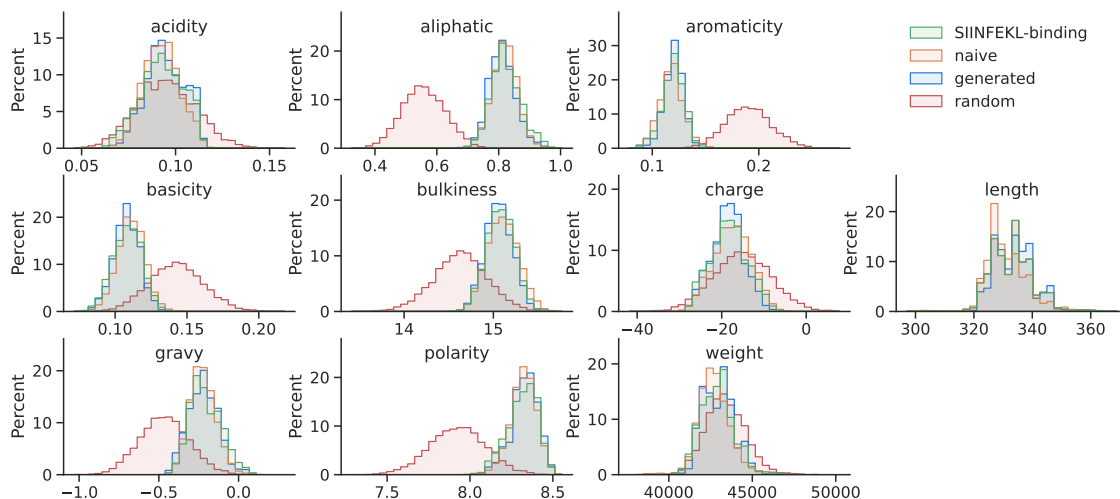 acidity
Percent
15
10
5
0
0.05 0.10 0.15
aliphatic
Percent
20
10
0
0.4 0.6 0.8 1.0
aromaticity
Percent
30
20
10
0
0.1 0.2
SIINFEKL-binding
naive
generated
random
basicity
Percent
20
10
0
0.10 0.15 0.20
bulkiness
Percent
20
10
0
14 15
charge
Percent
20
10
0
−40 −20 0
length
Percent
20
10
0
300 320 340 360
gravy
Percent
20
10
0
−1.0 −0.5 0.0
polarity
Percent
20
10
0
7.5 8.0 8.5
weight
Percent
20
10
0
40000 45000 50000